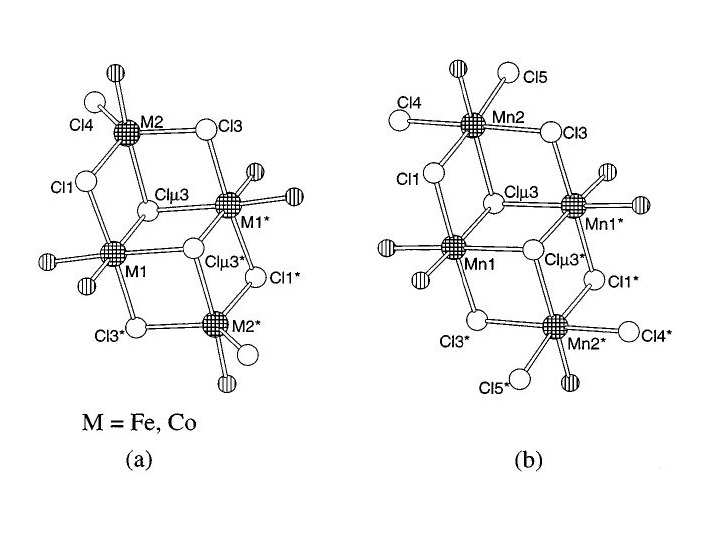 M2
Cl4
Cl3
Cl1
Clμ3
M1*
M1
Clμ3*
Cl1*
Cl3*
M2*
M = Fe, Co
(a)
Cl5
Cl4
Mn2
Cl3
Cl1
Clμ3
Mn1*
Mn1
Clμ3*
Cl1*
Cl3*
Mn2*
Cl4*
Cl5*
(b)